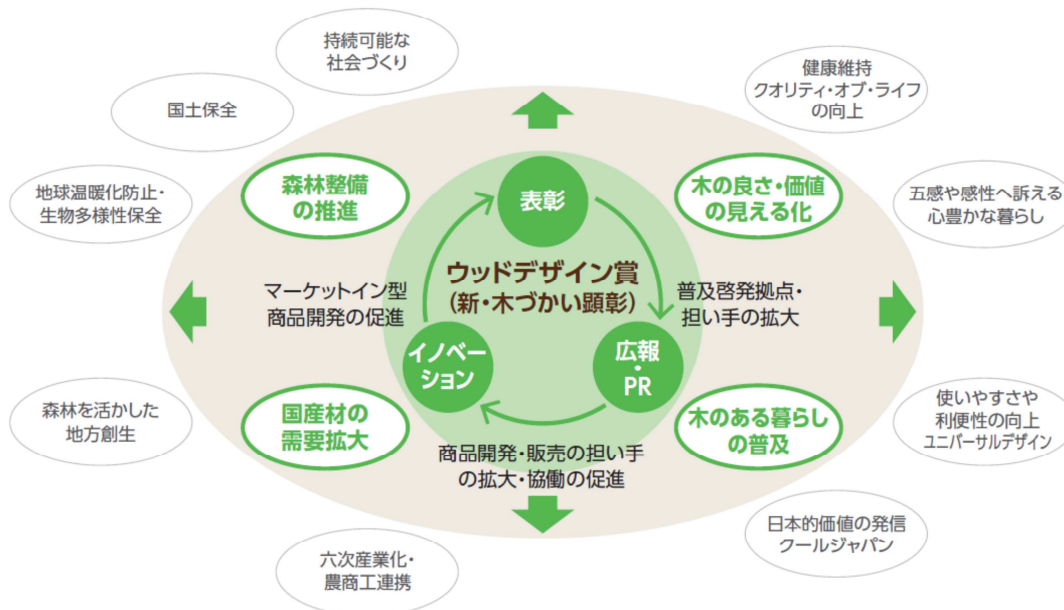 持続可能な
社会づくり
健康維持
クオリティ・オブ・ライフ
の向上
国土保全
地球温暖化防止・
生物多様性保全
森林整備
の推進
表彰
木の良さ・価値
の見える化
五感や感性へ訴える
心豊かな暮らし
ウッドデザイン賞
(新・木づかい顕彰)
マーケットイン型
商品開発の促進
普及啓発拠点・
担い手の拡大
イノベー
ション
広報
・
PR
森林を活かした
地方創生
国産材の
需要拡大
木のある暮らし
の普及
使いやすさや
利便性の向上
ユニバーサルデザイン
商品開発・販売の担い手
の拡大・協働の促進
日本的価値の発信
クールジャパン
六次産業化・
農商工連携